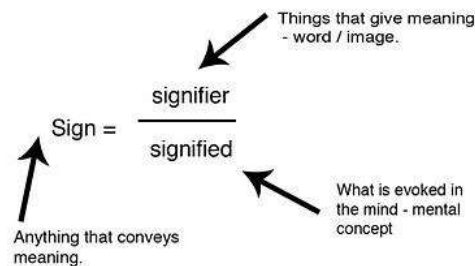 Things that give meaning
- word / image.
signifier
Sign =
signified
What is evoked in
the mind - mental
concept
Anything that conveys
meaning.